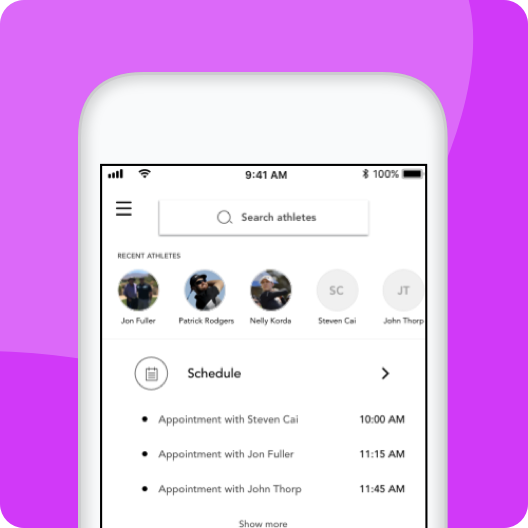 9:41 AM 100%
Search athletes
RECENT ATHLETES
SC JT
Jon Fuller Patrick Rodgers Nelly Korda Steven Cai John Thorp
Schedule
Appointment with Steven Cai 10:00 AM
Appointment with Jon Fuller 11:15 AM
Appointment with John Thorp 11:45 AM
Show more